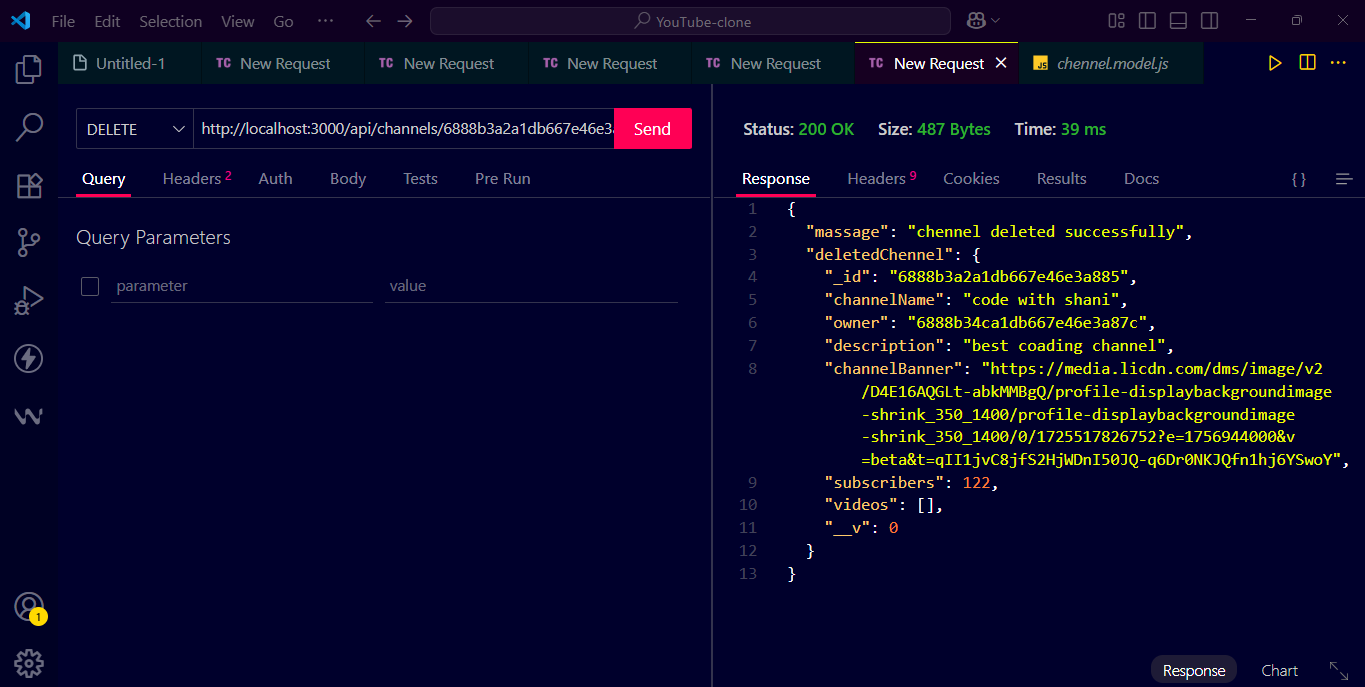 File Edit Selection View Go ··· YouTube-clone
Untitled-1 TC New Request TC New Request TC New Request TC New Request TC New Request JS chennel.model.js
DELETE http://localhost:3000/api/channels/6888b3a2a1db667e46e3 Send
Status: 200 OK Size: 487 Bytes Time: 39 ms
Query Headers 2 Auth Body Tests Pre Run
Response Headers 9 Cookies Results Docs { }
Query Parameters
parameter value
1 {
2 "massage": "chennel deleted successfully",
3 "deletedChennel": {
4 "_id": "6888b3a2a1db667e46e3a885",
5 "channelName": "code with shani",
6 "owner": "6888b34ca1db667e46e3a87c",
7 "description": "best coading channel",
8 "channelBanner": "https://media.licdn.com/dms/image/v2
/D4E16AQGLt-abkMMBgQ/profile-displaybackgroundimage
-shrink_350_1400/profile-displaybackgroundimage
-shrink_350_1400/0/1725517826752?e=1756944000&v
=beta&t=qII1jvC8jfS2HjWDnI50JQ-q6Dr0NKJQfn1hj6YSwoY",
9 "subscribers": 122,
10 "videos": [],
11 "__v": 0
12 }
13 }
1
Response Chart